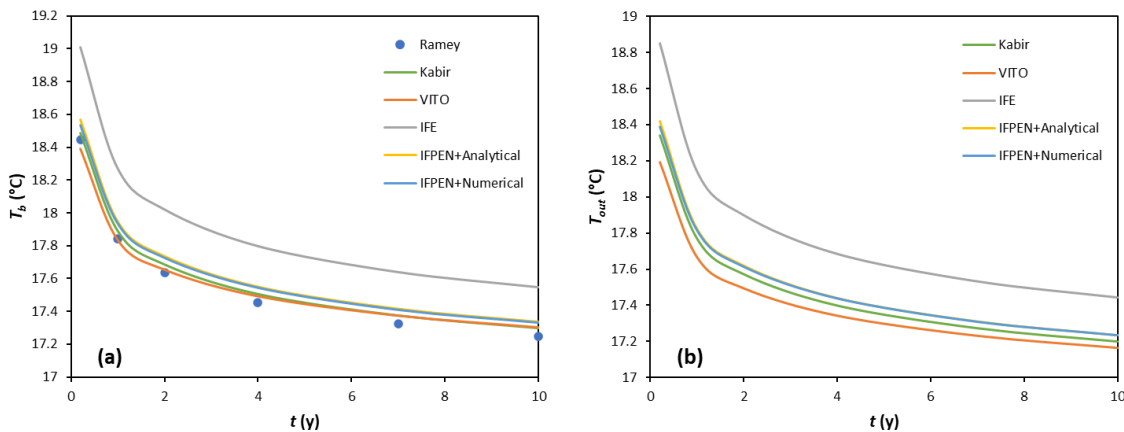 19.2
19
18.8
18.6
18.4
18.2
18
17.8
17.6
17.4
17.2
17
T_b (°C)
0
2
4
6
8
10
t (y)
Ramey
Kabir
VITO
IFE
IFPEN+Analytical
IFPEN+Numerical
(a)
19
18.8
18.6
18.4
18.2
18
17.8
17.6
17.4
17.2
17
T_out (°C)
0
2
4
6
8
10
t (y)
Kabir
VITO
IFE
IFPEN+Analytical
IFPEN+Numerical
(b)